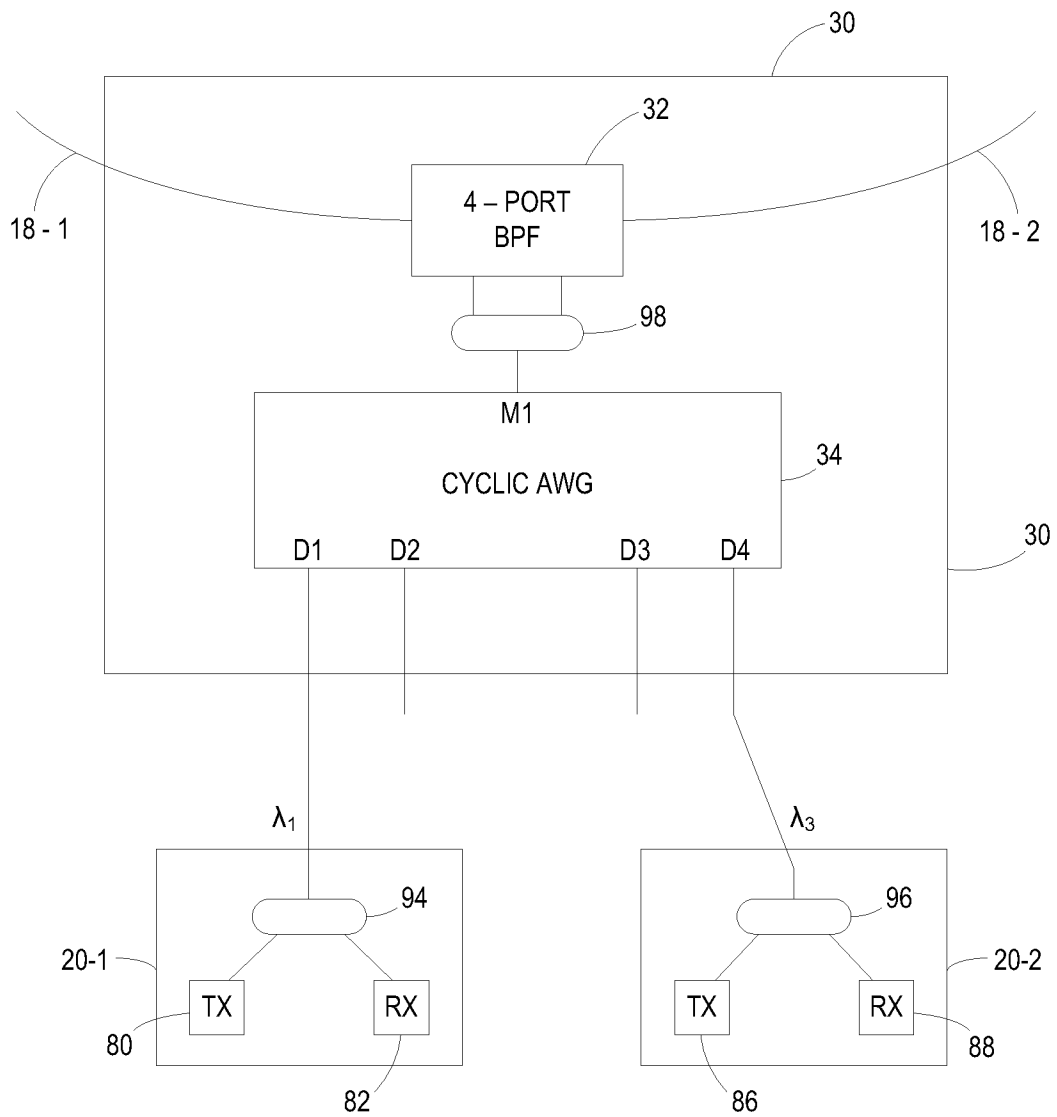 30
32
18 - 1
4 – PORT
BPF
18 - 2
98
M1
34
CYCLIC AWG
D1 D2 D3 D4
30
λ1 λ3
94 96
20-1 20-2
TX RX TX RX
80 88
82 86